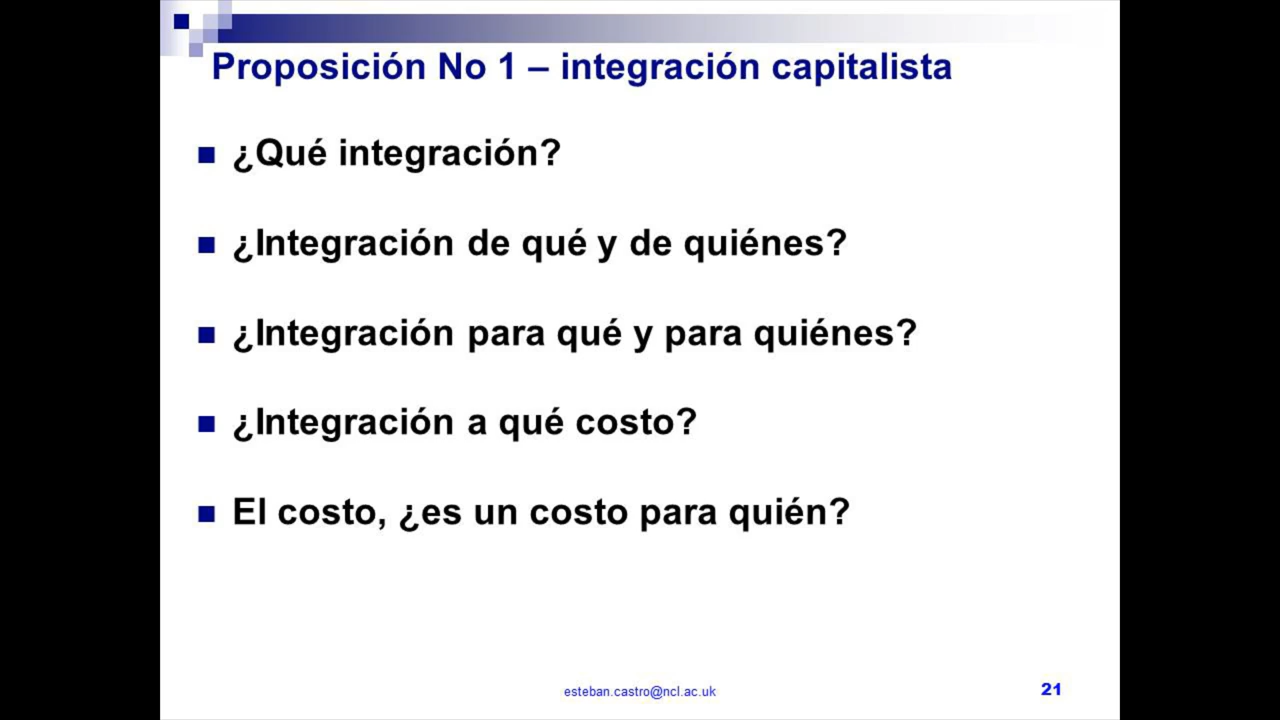 Proposición No 1 – integración capitalista
¿Qué integración?
¿Integración de qué y de quiénes?
¿Integración para qué y para quiénes?
¿Integración a qué costo?
El costo, ¿es un costo para quién?
esteban.castro@ncl.ac.uk
21